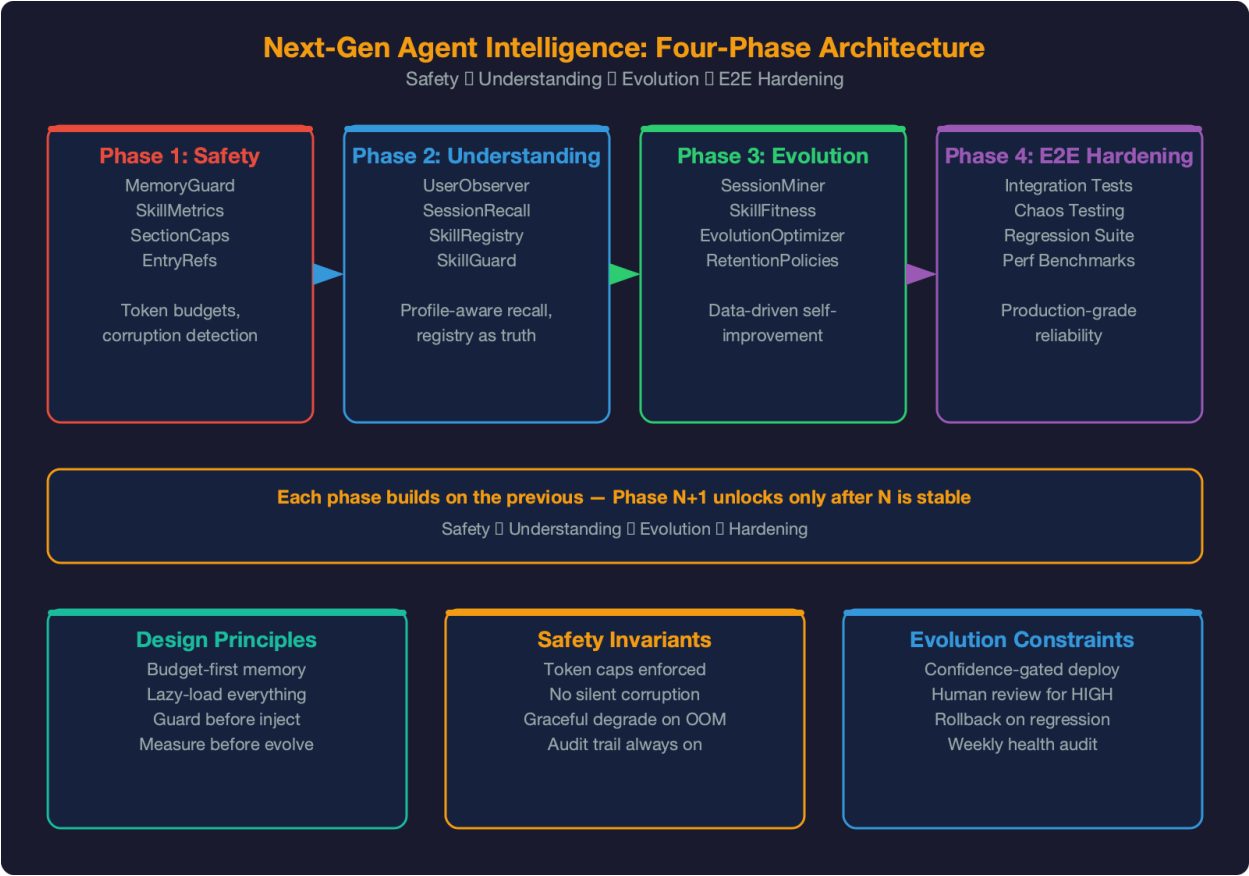 Next-Gen Agent Intelligence: Four-Phase Architecture
Safety ▯ Understanding ▯ Evolution ▯ E2E Hardening
Phase 1: Safety
MemoryGuard
SkillMetrics
SectionCaps
EntryRefs
Token budgets,
corruption detection
Phase 2: Understanding
UserObserver
SessionRecall
SkillRegistry
SkillGuard
Profile-aware recall,
registry as truth
Phase 3: Evolution
SessionMiner
SkillFitness
EvolutionOptimizer
RetentionPolicies
Data-driven self-
improvement
Phase 4: E2E Hardening
Integration Tests
Chaos Testing
Regression Suite
Perf Benchmarks
Production-grade
reliability
Each phase builds on the previous — Phase N+1 unlocks only after N is stable
Safety ▯ Understanding ▯ Evolution ▯ Hardening
Design Principles
Budget-first memory
Lazy-load everything
Guard before inject
Measure before evolve
Safety Invariants
Token caps enforced
No silent corruption
Graceful degrade on OOM
Audit trail always on
Evolution Constraints
Confidence-gated deploy
Human review for HIGH
Rollback on regression
Weekly health audit